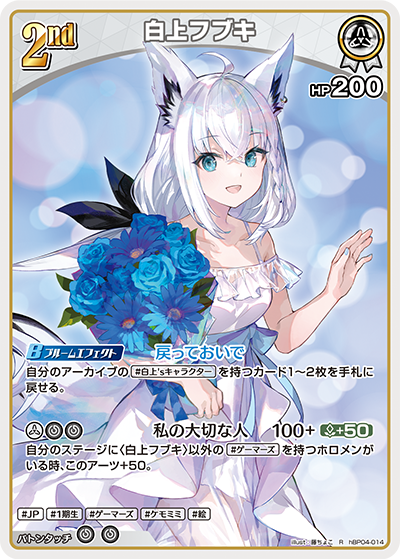 2nd
白上フブキ
HP200
Bブルームエフェクト 戻っておいで
自分のアーカイブの #白上'sキャラクター を持つカード1～2枚を手札に
戻せる。
私の大切な人 100+ +50
自分のステージに〈白上フブキ〉以外の #ゲーマーズ を持つホロメンが
いる時、このアーツ+50。
#JP #1期生 #ゲーマーズ #ケモミミ #絵
バトンタッチ
illust: 藤ちょこ R hBP04-014